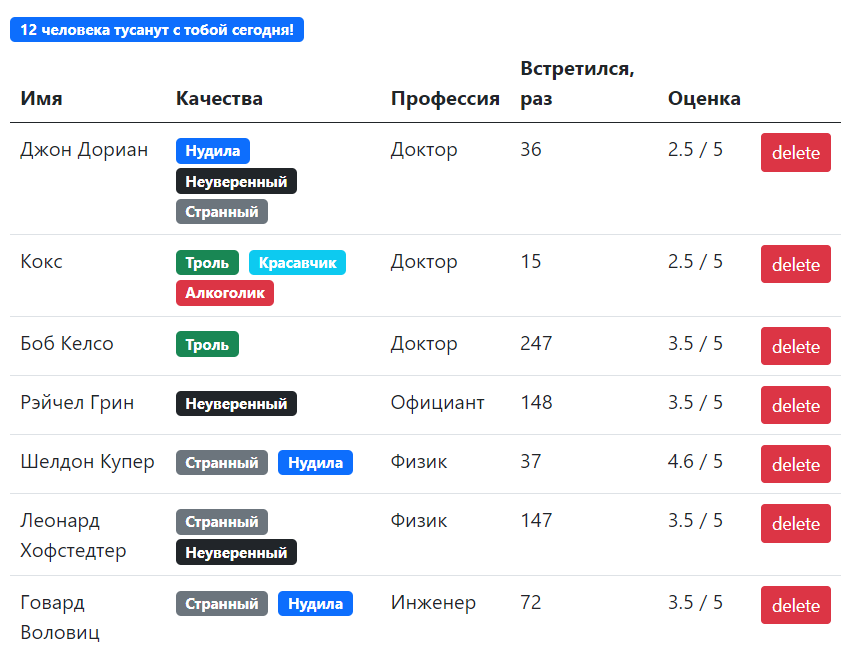 12 человека тусанут с тобой сегодня!
Имя Качества Профессия Встретился, раз Оценка
Джон Дориан Нудила Доктор 36 2.5 / 5 delete
Неуверенный
Странный
Кокс Троль Красавчик Доктор 15 2.5 / 5 delete
Алкоголик
Боб Келсо Троль Доктор 247 3.5 / 5 delete
Рэйчел Грин Неуверенный Официант 148 3.5 / 5 delete
Шелдон Купер Странный Нудила Физик 37 4.6 / 5 delete
Леонард Странный Физик 147 3.5 / 5 delete
Хофстедтер Неуверенный
Говард Странный Нудила Инженер 72 3.5 / 5 delete
Воловиц